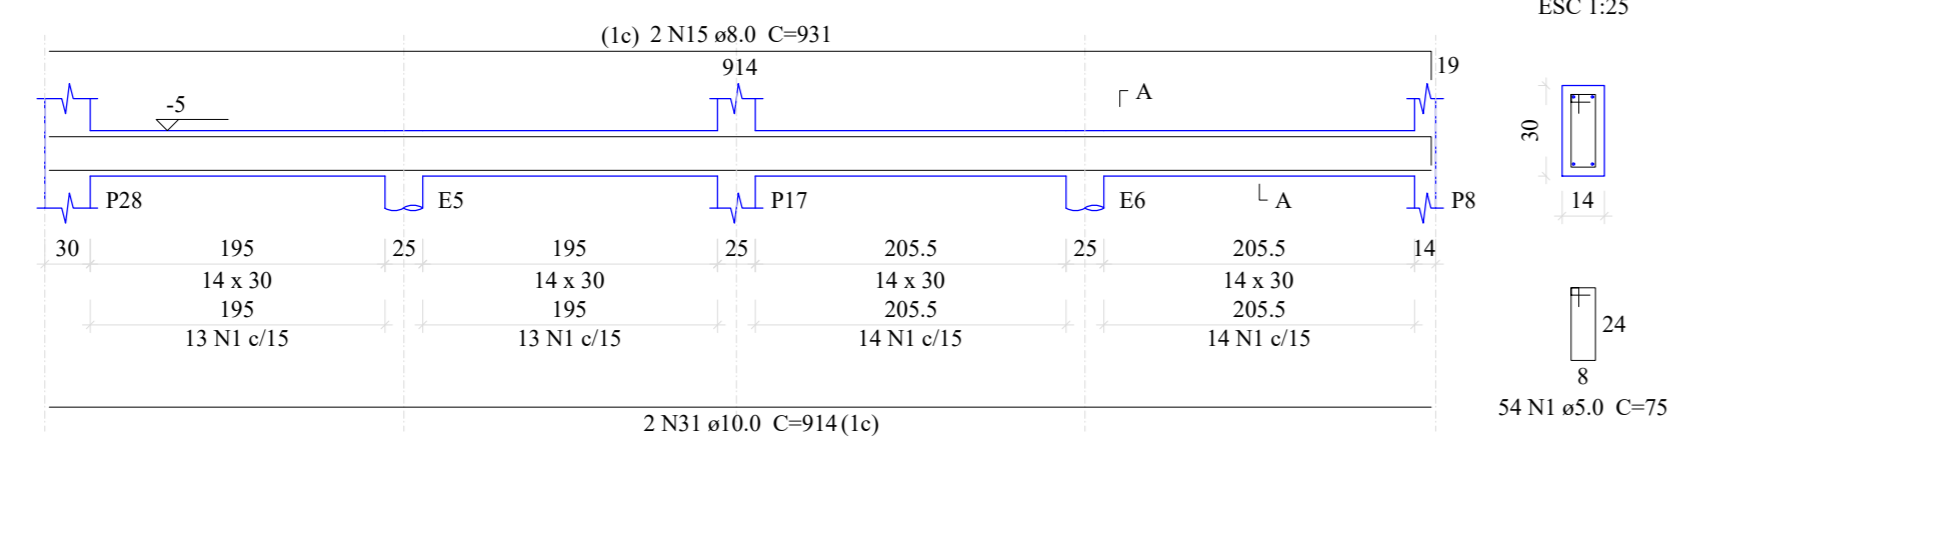 ESC 1:25
(1c) 2 N15 ø8.0 C=931
914
19
-5
A
30
P28
E5
P17
E6
A
P8
14
30 195 25 195 25 205.5 25 205.5 14
14 x 30 14 x 30 14 x 30 14 x 30
195 195 205.5 205.5
13 N1 c/15 13 N1 c/15 14 N1 c/15 14 N1 c/15
24
8
54 N1 ø5.0 C=75
2 N31 ø10.0 C=914 (1c)